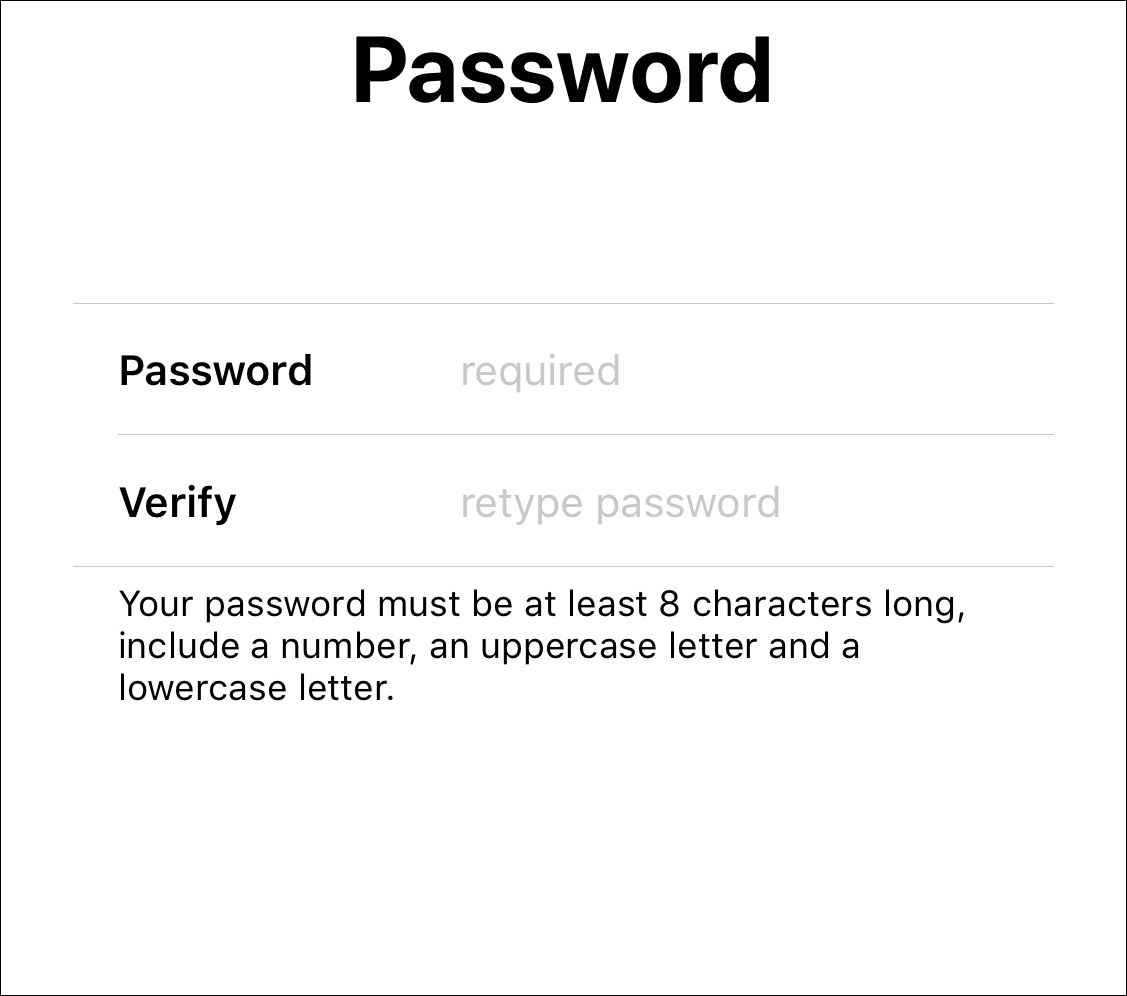 Password
Password required
Verify retype password
Your password must be at least 8 characters long,
include a number, an uppercase letter and a
lowercase letter.